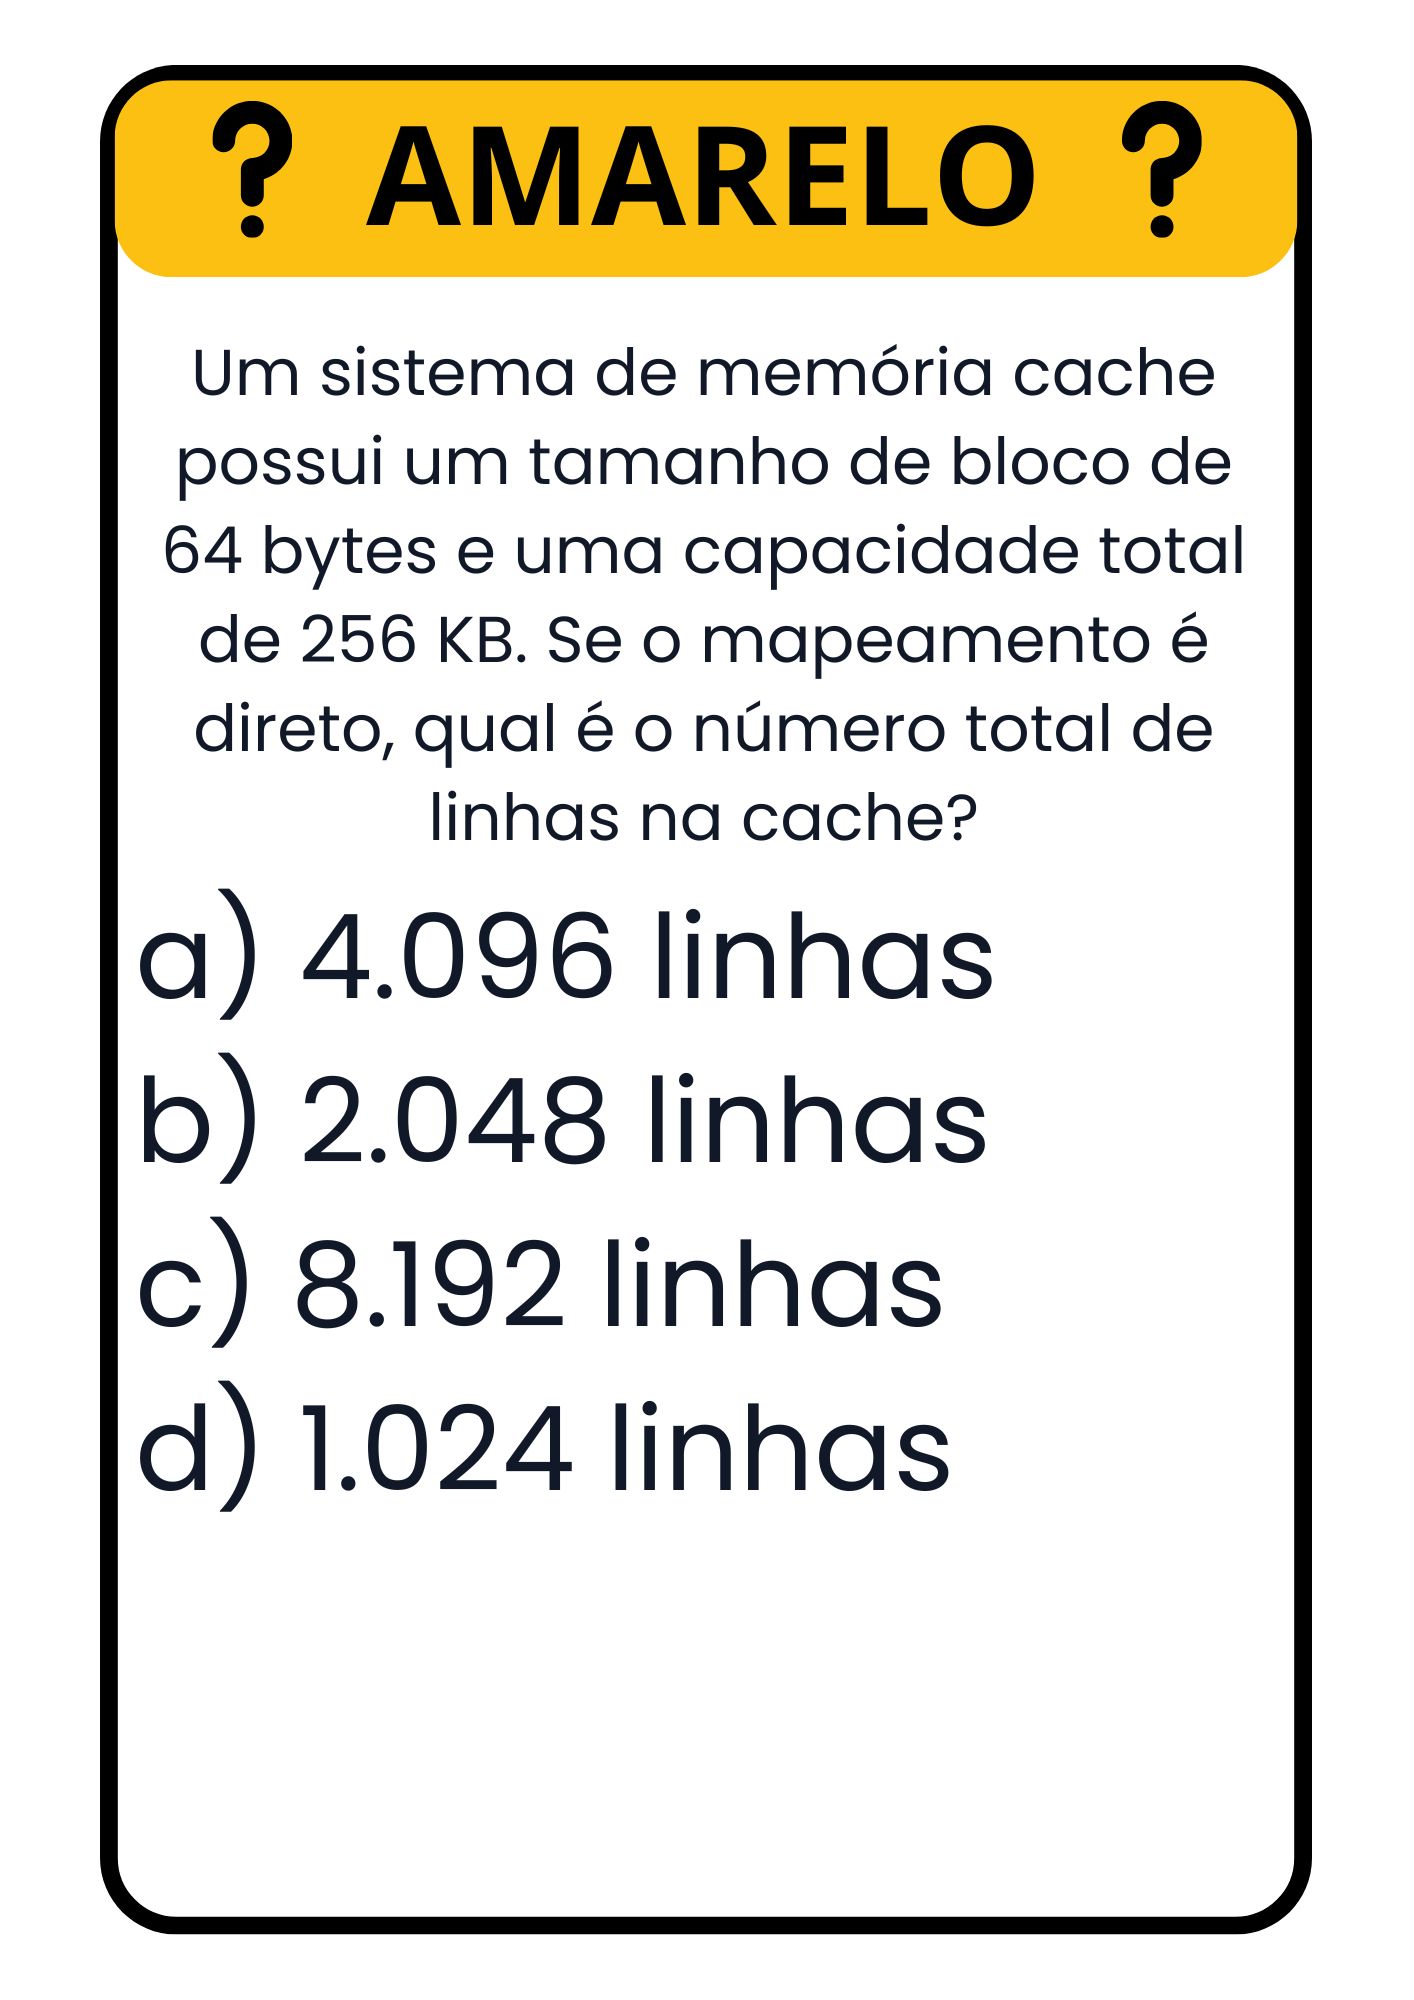 ? AMARELO ?
Um sistema de memória cache
possui um tamanho de bloco de
64 bytes e uma capacidade total
de 256 KB. Se o mapeamento é
direto, qual é o número total de
linhas na cache?
a) 4.096 linhas
b) 2.048 linhas
c) 8.192 linhas
d) 1.024 linhas